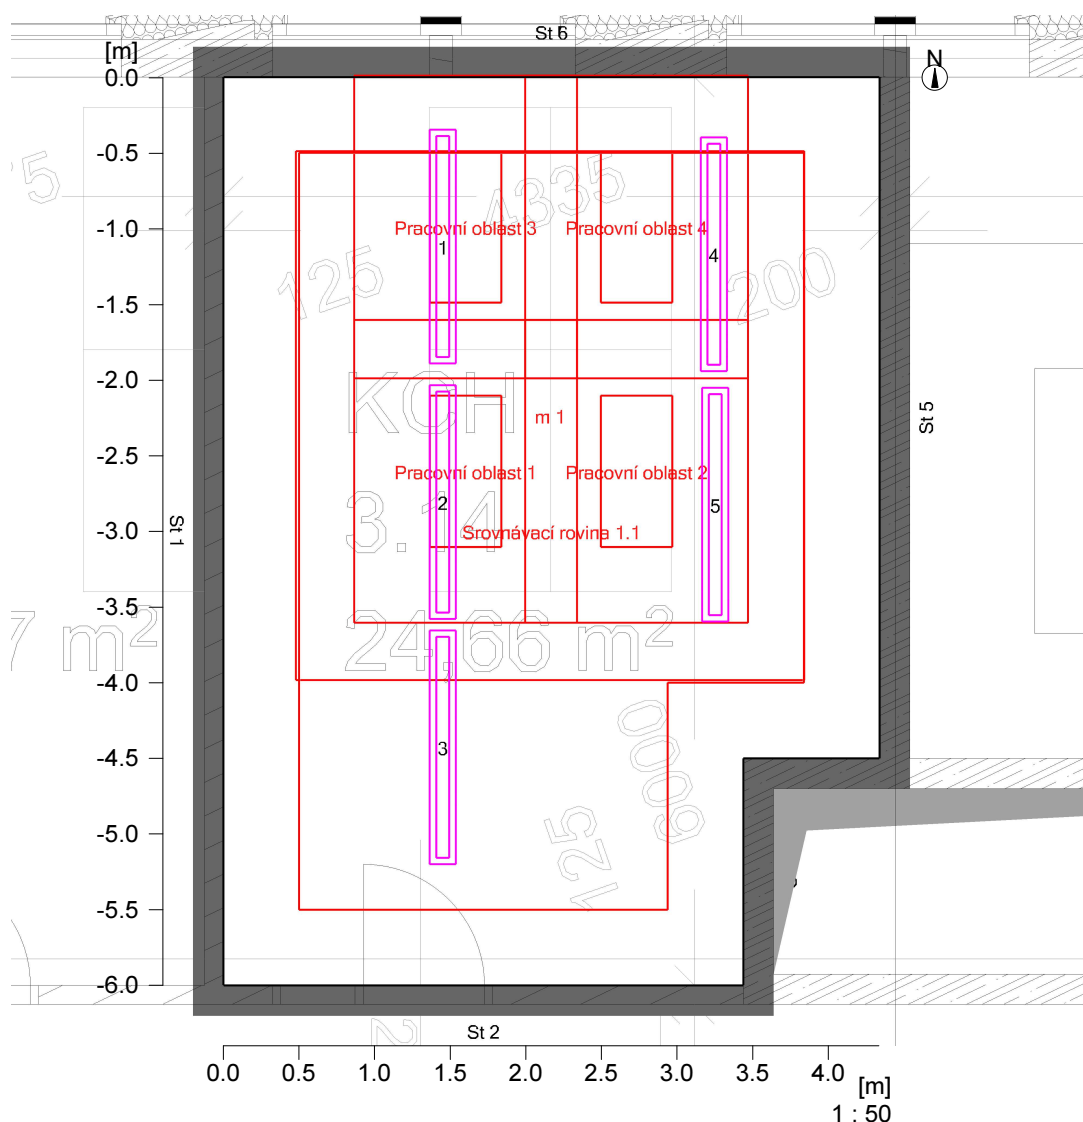 St 6
[m]
N
0.0
-0.5
4335
Pracovní oblast 3
Pracovní oblast 4
-1.0
1
4
125
200
-1.5
-2.0
KOH
m 1
St 5
-2.5
Pracovní oblast 1
Pracovní oblast 2
2
5
3.14
Srovnávací rovina 1.1
-3.0
St 1
-3.5
7 m²
24,66 m²
-4.0
3
6000
-4.5
-5.0
125
-5.5
-6.0
St 2
0.0 0.5 1.0 1.5 2.0 2.5 3.0 3.5 4.0
[m]
1 : 50